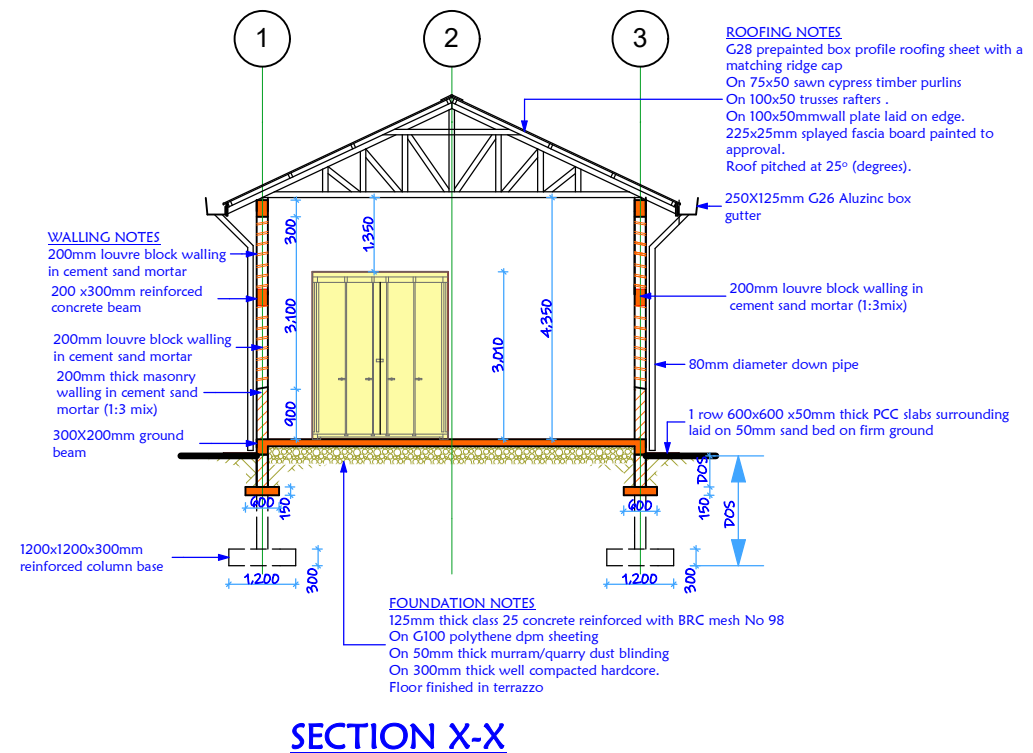 1
2
3
ROOFING NOTES
G28 prepainted box profile roofing sheet with a
matching ridge cap
On 75x50 sawn cypress timber purlins
On 100x50 trusses rafters .
On 100x50mmwall plate laid on edge.
225x25mm splayed fascia board painted to
approval.
Roof pitched at 25° (degrees).
250X125mm G26 Aluzinc box
gutter
WALLING NOTES
200mm louvre block walling
in cement sand mortar
200 x300mm reinforced
concrete beam
200mm louvre block walling
in cement sand mortar
200mm thick masonry
walling in cement sand
mortar (1:3 mix)
300X200mm ground
beam
300
1,350
3,100
900
3,010
4,350
200mm louvre block walling in
cement sand mortar (1:3mix)
80mm diameter down pipe
1 row 600x600 x50mm thick PCC slabs surrounding
laid on 50mm sand bed on firm ground
600
150
600
150
DOS
DOS
1200x1200x300mm
reinforced column base
1,200
300
1,200
300
FOUNDATION NOTES
125mm thick class 25 concrete reinforced with BRC mesh No 98
On G100 polythene dpm sheeting
On 50mm thick murram/quarry dust blinding
On 300mm thick well compacted hardcore.
Floor finished in terrazzo
SECTION X-X